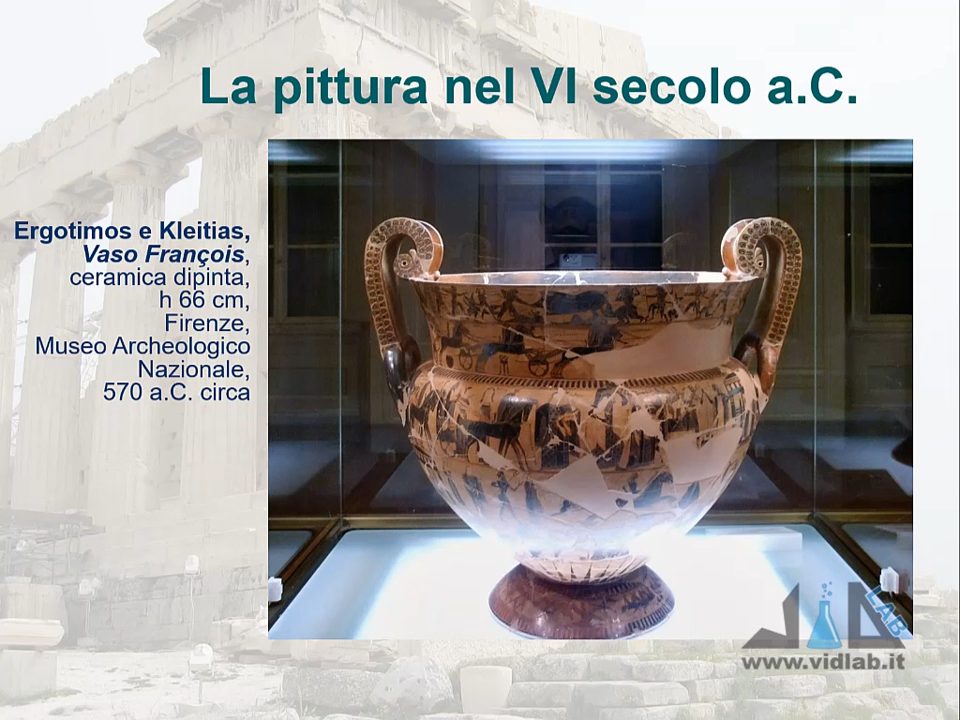 La pittura nel VI secolo a.C.
Ergotimos e Kleitias,
Vaso François,
ceramica dipinta,
h 66 cm,
Firenze,
Museo Archeologico
Nazionale,
570 a.C. circa
LAB
www.vidlab.it